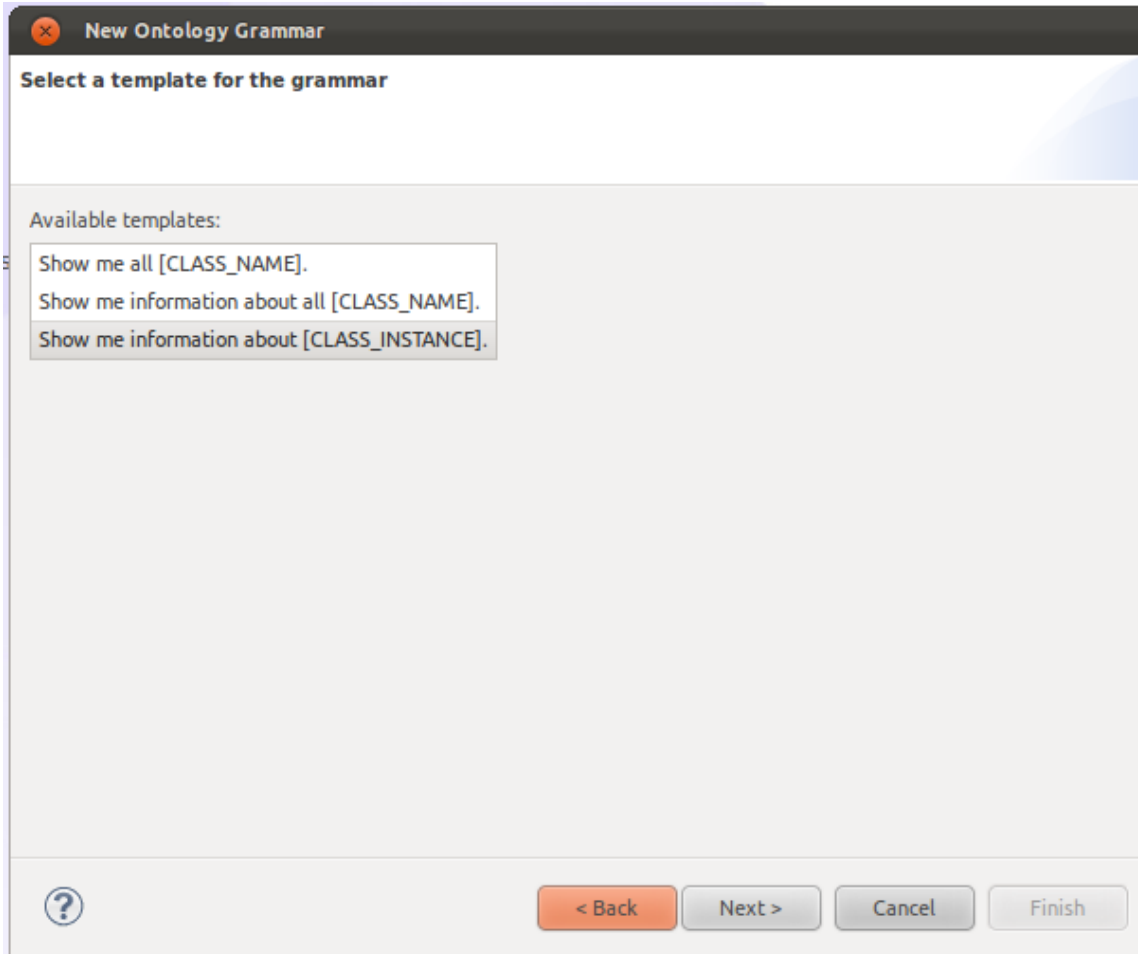 New Ontology Grammar
Select a template for the grammar
Available templates:
Show me all [CLASS_NAME].
Show me information about all [CLASS_NAME].
Show me information about [CLASS_INSTANCE].
s
?
< Back Next > Cancel Finish